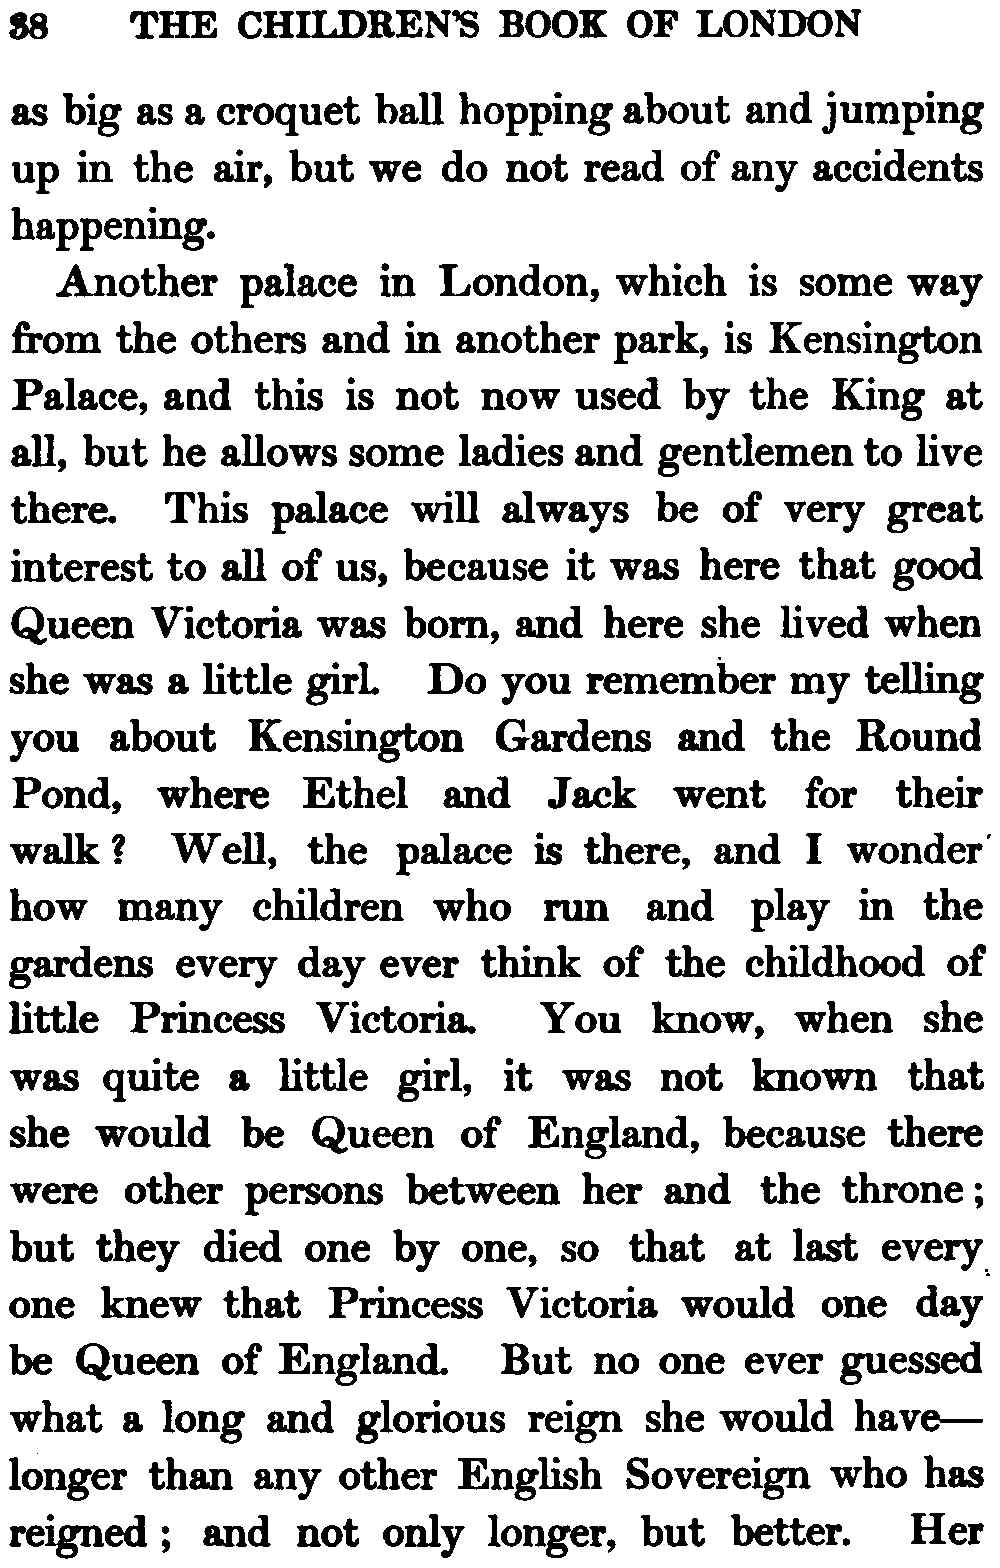 38 THE CHILDREN'S BOOK OF LONDON
as big as a croquet ball hopping about and jumping
up in the air, but we do not read of any accidents
happening.
Another palace in London, which is some way
from the others and in another park, is Kensington
Palace, and this is not now used by the King at
all, but he allows some ladies and gentlemen to live
there. This palace will always be of very great
interest to all of us, because it was here that good
Queen Victoria was born, and here she lived when
she was a little girl. Do you remember my telling
you about Kensington Gardens and the Round
Pond, where Ethel and Jack went for their
walk? Well, the palace is there, and I wonder
how many children who run and play in the
gardens every day ever think of the childhood of
little Princess Victoria. You know, when she
was quite a little girl, it was not known that
she would be Queen of England, because there
were other persons between her and the throne;
but they died one by one, so that at last every
one knew that Princess Victoria would one day
be Queen of England. But no one ever guessed
what a long and glorious reign she would have—
longer than any other English Sovereign who has
reigned; and not only longer, but better. Her